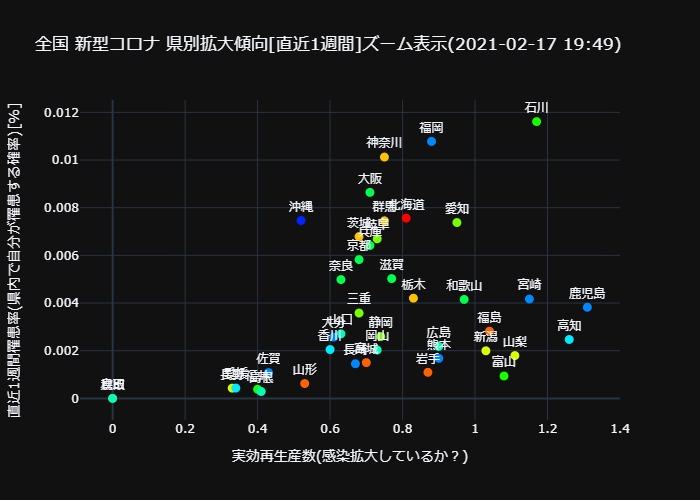 全国 新型コロナ 県別拡大傾向[直近1週間]ズーム表示(2021-02-17 19:49)
直近1週間罹患率(県内で自分が罹患する確率)[%]
0.012
0.01
0.008
0.006
0.004
0.002
0
石川
福岡
神奈川
大阪
沖縄
群馬
北海道
愛知
茨城
岐阜
兵庫
京都
奈良
滋賀
栃木
和歌山
宮崎
鹿児島
三重
山口
静岡
福島
高知
大分
香川
岡山
広島
熊本
新潟
山梨
長崎
宮城
佐賀
山形
岩手
富山
0
0.2
0.4
0.6
0.8
1
1.2
1.4
実効再生産数(感染拡大しているか？)